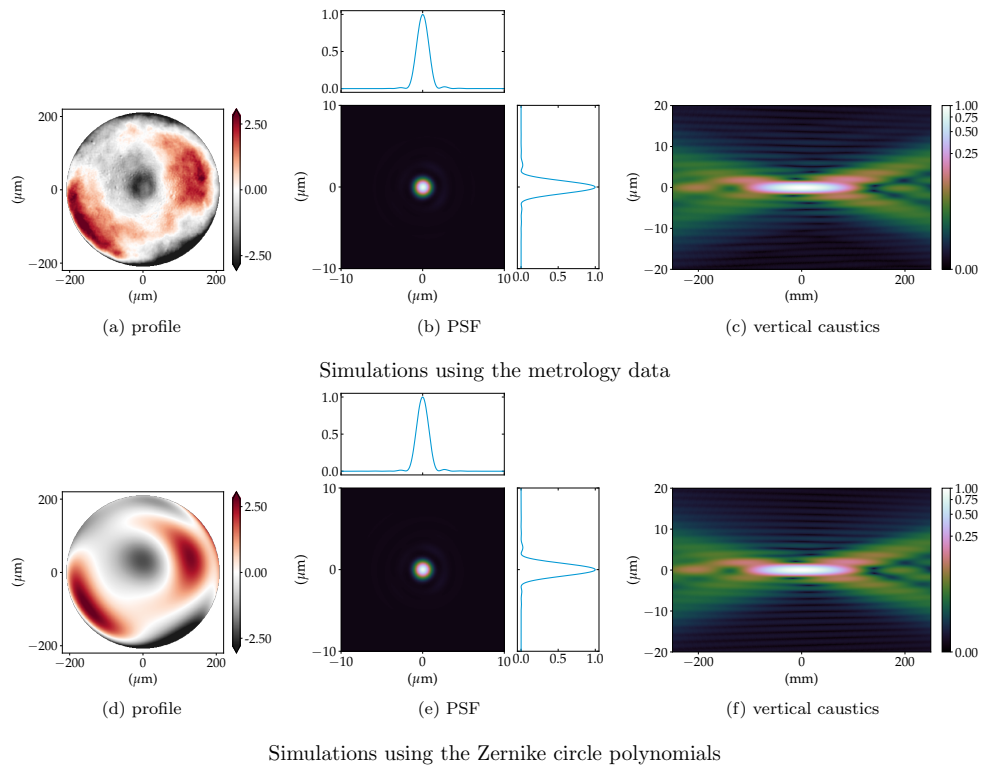 1.0
0.5
0.0
200
0
−200
(µm)
−200 0 200
(µm)
2.50
0.00
−2.50
(a) profile
10
0
−10
(µm)
−10 0 10
(µm)
0.0 0.5 1.0
(b) PSF
20
10
0
−10
−20
(µm)
−200 0 200
(mm)
1.00
0.75
0.50
0.25
0.00
(c) vertical caustics
Simulations using the metrology data
1.0
0.5
0.0
200
0
−200
(µm)
−200 0 200
(µm)
2.50
0.00
−2.50
(d) profile
10
0
−10
(µm)
−10 0 10
(µm)
0.0 0.5 1.0
(e) PSF
20
10
0
−10
−20
(µm)
−200 0 200
(mm)
1.00
0.75
0.50
0.25
0.00
(f) vertical caustics
Simulations using the Zernike circle polynomials